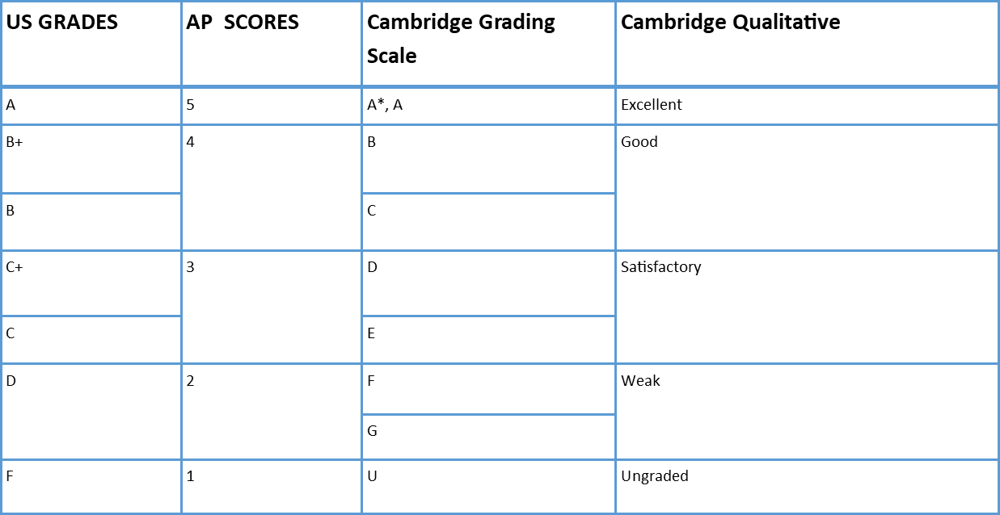 US GRADES AP  SCORES Cambridge Grading Scale Cambridge Qualitative
A 5 A*, A Excellent
B+ 4 B Good
B C
C+ 3 D Satisfactory
C E
D 2 F Weak
G
F 1 U Ungraded